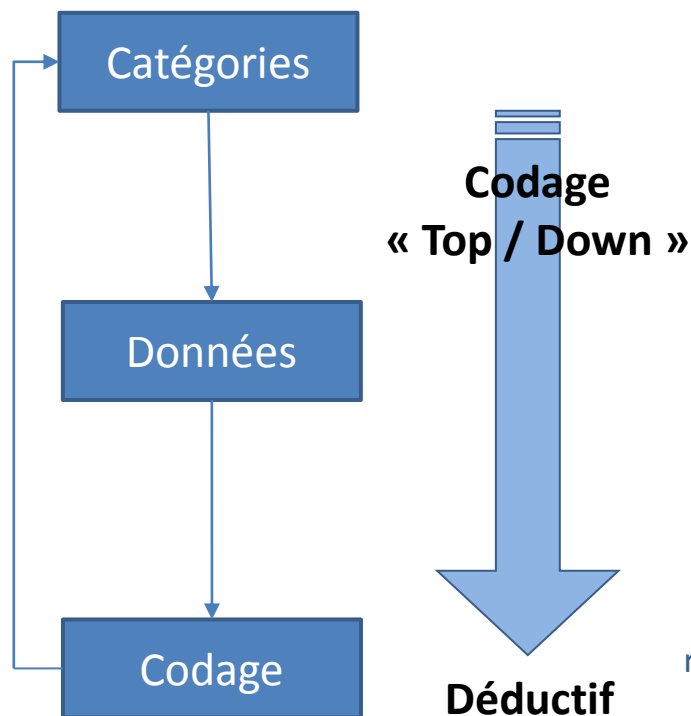 Catégories
Codage
« Top / Down »
Données
Codage
Déductif
r